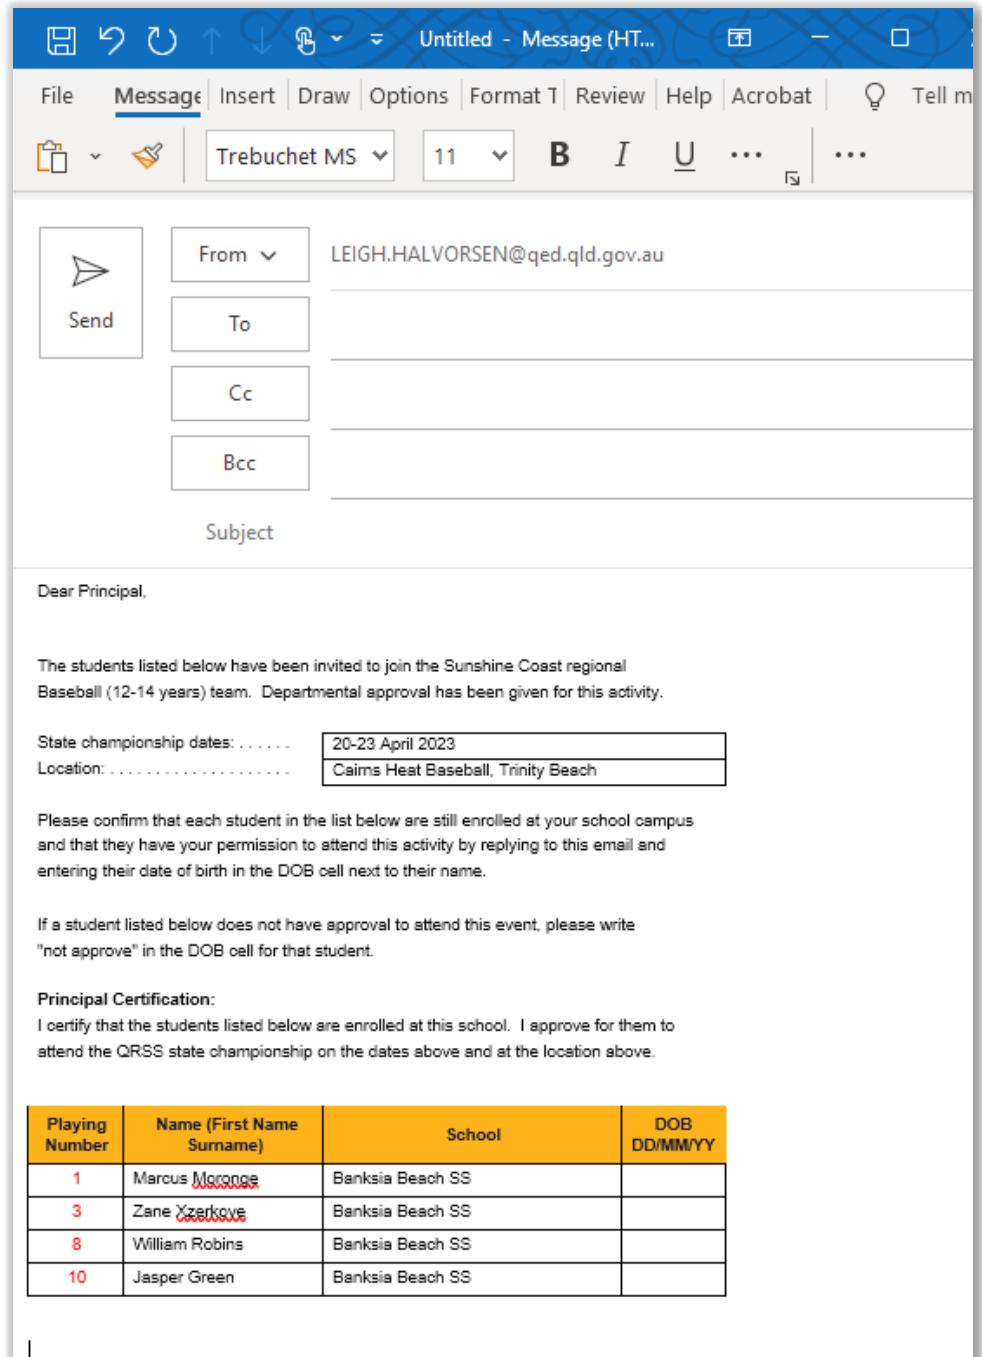 Untitled - Message (HT...
File Message Insert Draw Options Format T Review Help Acrobat Tell m
Trebuchet MS 11 B I U ... ...
From LEIGH.HALVORSEN@qed.qld.gov.au
Send
To
Cc
Bcc
Subject
Dear Principal,
The students listed below have been invited to join the Sunshine Coast regional
Baseball (12-14 years) team. Departmental approval has been given for this activity.
State championship dates: . . . . . . 20-23 April 2023
Location: . . . . . . . . . . . . . . . . . . . . Cairns Heat Baseball, Trinity Beach
Please confirm that each student in the list below are still enrolled at your school campus
and that they have your permission to attend this activity by replying to this email and
entering their date of birth in the DOB cell next to their name.
If a student listed below does not have approval to attend this event, please write
"not approve" in the DOB cell for that student.
Principal Certification:
I certify that the students listed below are enrolled at this school. I approve for them to
attend the QRSS state championship on the dates above and at the location above.
Playing Number Name (First Name Surname) School DOB DD/MM/YY
1 Marcus Moronge Banksia Beach SS
3 Zane Xzerkove Banksia Beach SS
8 William Robins Banksia Beach SS
10 Jasper Green Banksia Beach SS